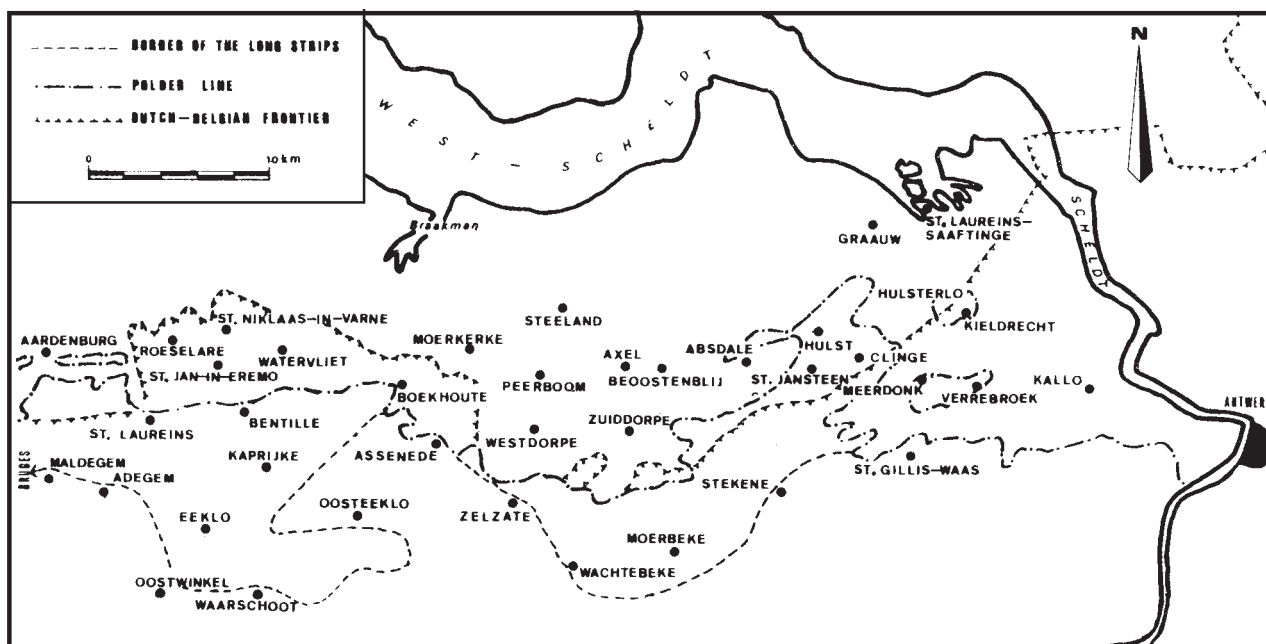 BORDER OF THE LONG STRIPS
POLDER LINE
DUTCH-BELGIAN FRONTIER
0 10 km
N
WEST-SCHELDT
SCHELDT
Braakman
GRAAUW
ST. LAUREINS-
SAAFTINGE
HULSTERLO
KIELDRECHT
STEELAND
ST. NIKLAAS-IN-VARNE
AARDENBURG
ROESELARE
WATERVLIET
ST. JAN-IN-EREMO
MOERKERKE
PEERBOOM
AXEL
BEOOSTENBLIJ
ABSDALE
HULST
CLINGE
ST. JANSTEEN
MEERDONK
VERREBROEK
KALLO
ANTWER
BOEKHOUTE
BENTILLE
ST. LAUREINS
WESTDORPE
ZUIDDORPE
ASSENEDE
KAPRIJKE
ST. GILLIS-WAAS
BRUGES
MALDEGEM
ADEGEM
STEKENE
OOSTEEKLO
EEKLO
ZELZATE
MOERBEKE
WACHTEBEKE
OOSTWINKEL
WAARSCHOOT